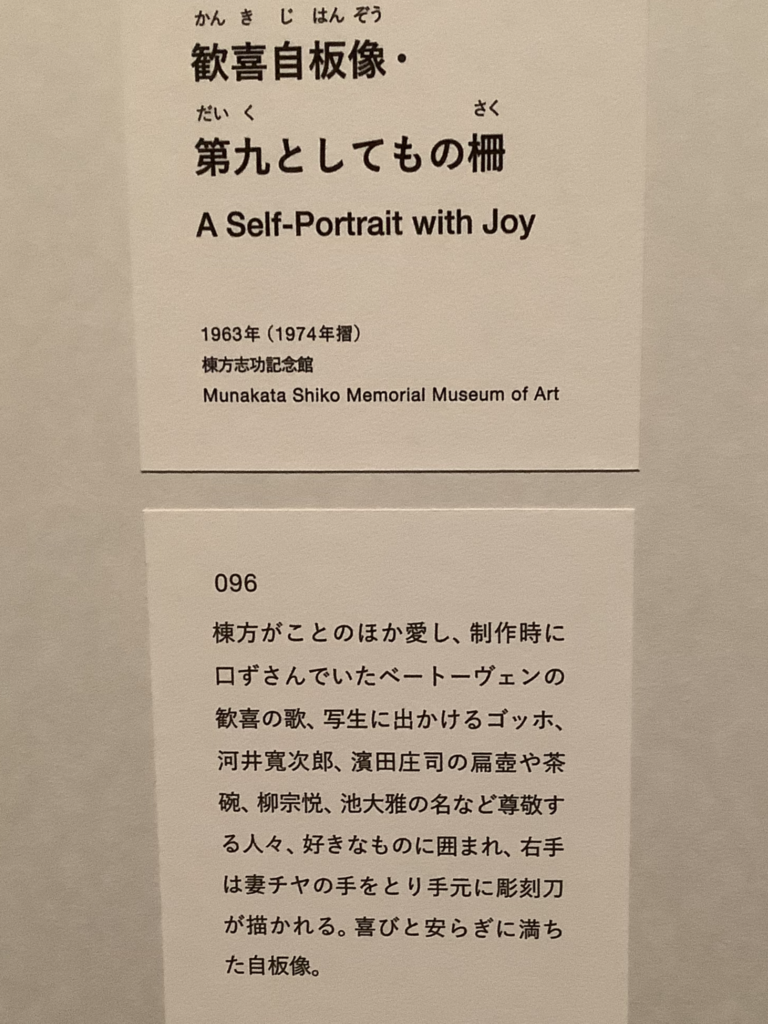 かんきじはんぞう
歓喜自板像・
だいく さく
第九としてもの柵
A Self-Portrait with Joy
1963年（1974年摺）
棟方志功記念館
Munakata Shiko Memorial Museum of Art
096
棟方がことのほか愛し、制作時に
口ずさんでいたベートーヴェンの
歓喜の歌、写生に出かけるゴッホ、
河井寬次郎、濱田庄司の扁壺や茶
碗、柳宗悦、池大雅の名など尊敬す
る人々、好きなものに囲まれ、右手
は妻チヤの手をとり手元に彫刻刀
が描かれる。喜びと安らぎに満ち
た自板像。